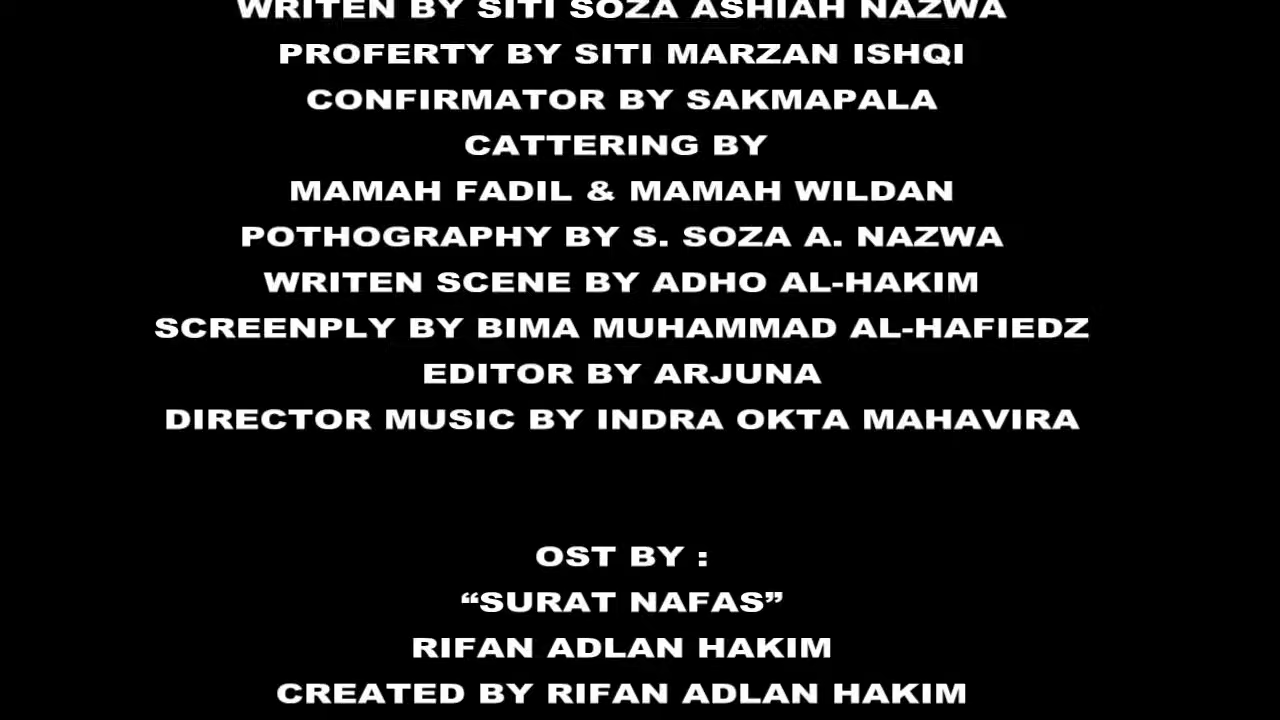 WRITEN BY SITI SOZA ASHIAH NAZWA
PROFERTY BY SITI MARZAN ISHQI
CONFIRMATOR BY SAKMAPALA
CATTERING BY
MAMAH FADIL & MAMAH WILDAN
POTHOGRAPHY BY S. SOZA A. NAZWA
WRITEN SCENE BY ADHO AL-HAKIM
SCREENPLY BY BIMA MUHAMMAD AL-HAFIEDZ
EDITOR BY ARJUNA
DIRECTOR MUSIC BY INDRA OKTA MAHAVIRA
OST BY :
“SURAT NAFAS”
RIFAN ADLAN HAKIM
CREATED BY RIFAN ADLAN HAKIM